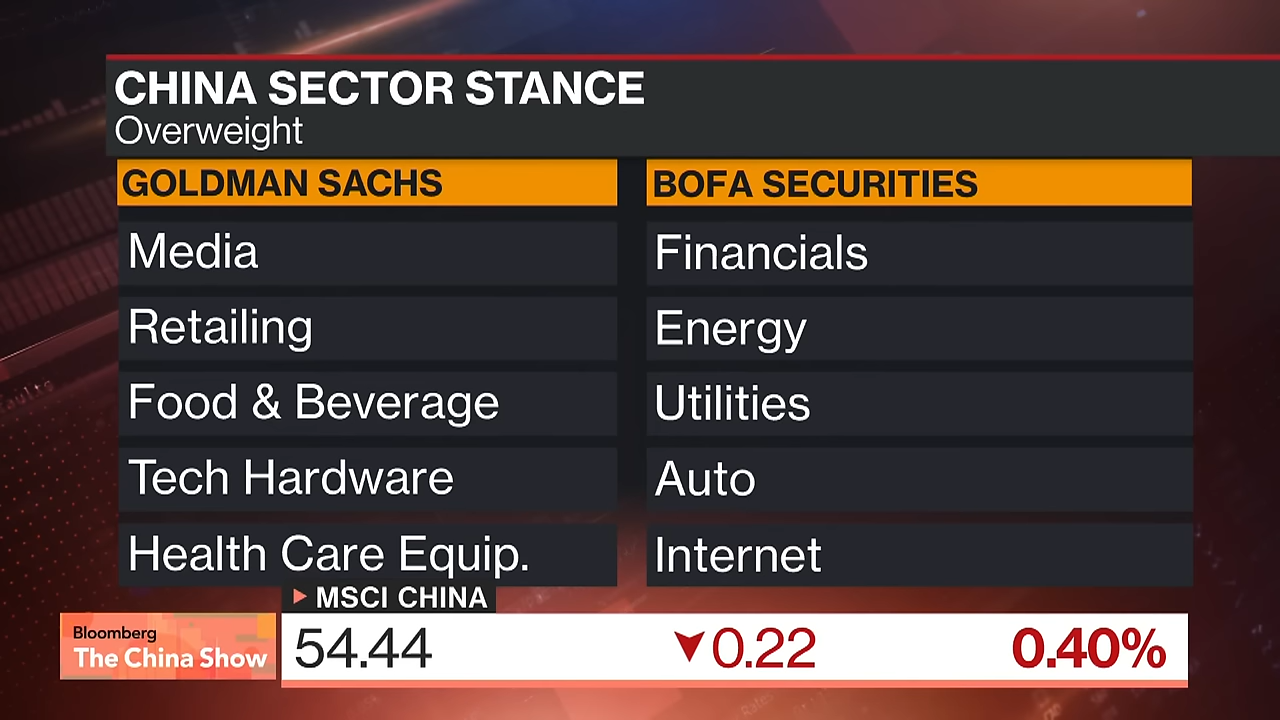 CHINA SECTOR STANCE
Overweight
GOLDMAN SACHS
Media
Retailing
Food & Beverage
Tech Hardware
Health Care Equip.
BOFA SECURITIES
Financials
Energy
Utilities
Auto
Internet
MSCI CHINA
Bloomberg
The China Show
54.44 ▼0.22 0.40%